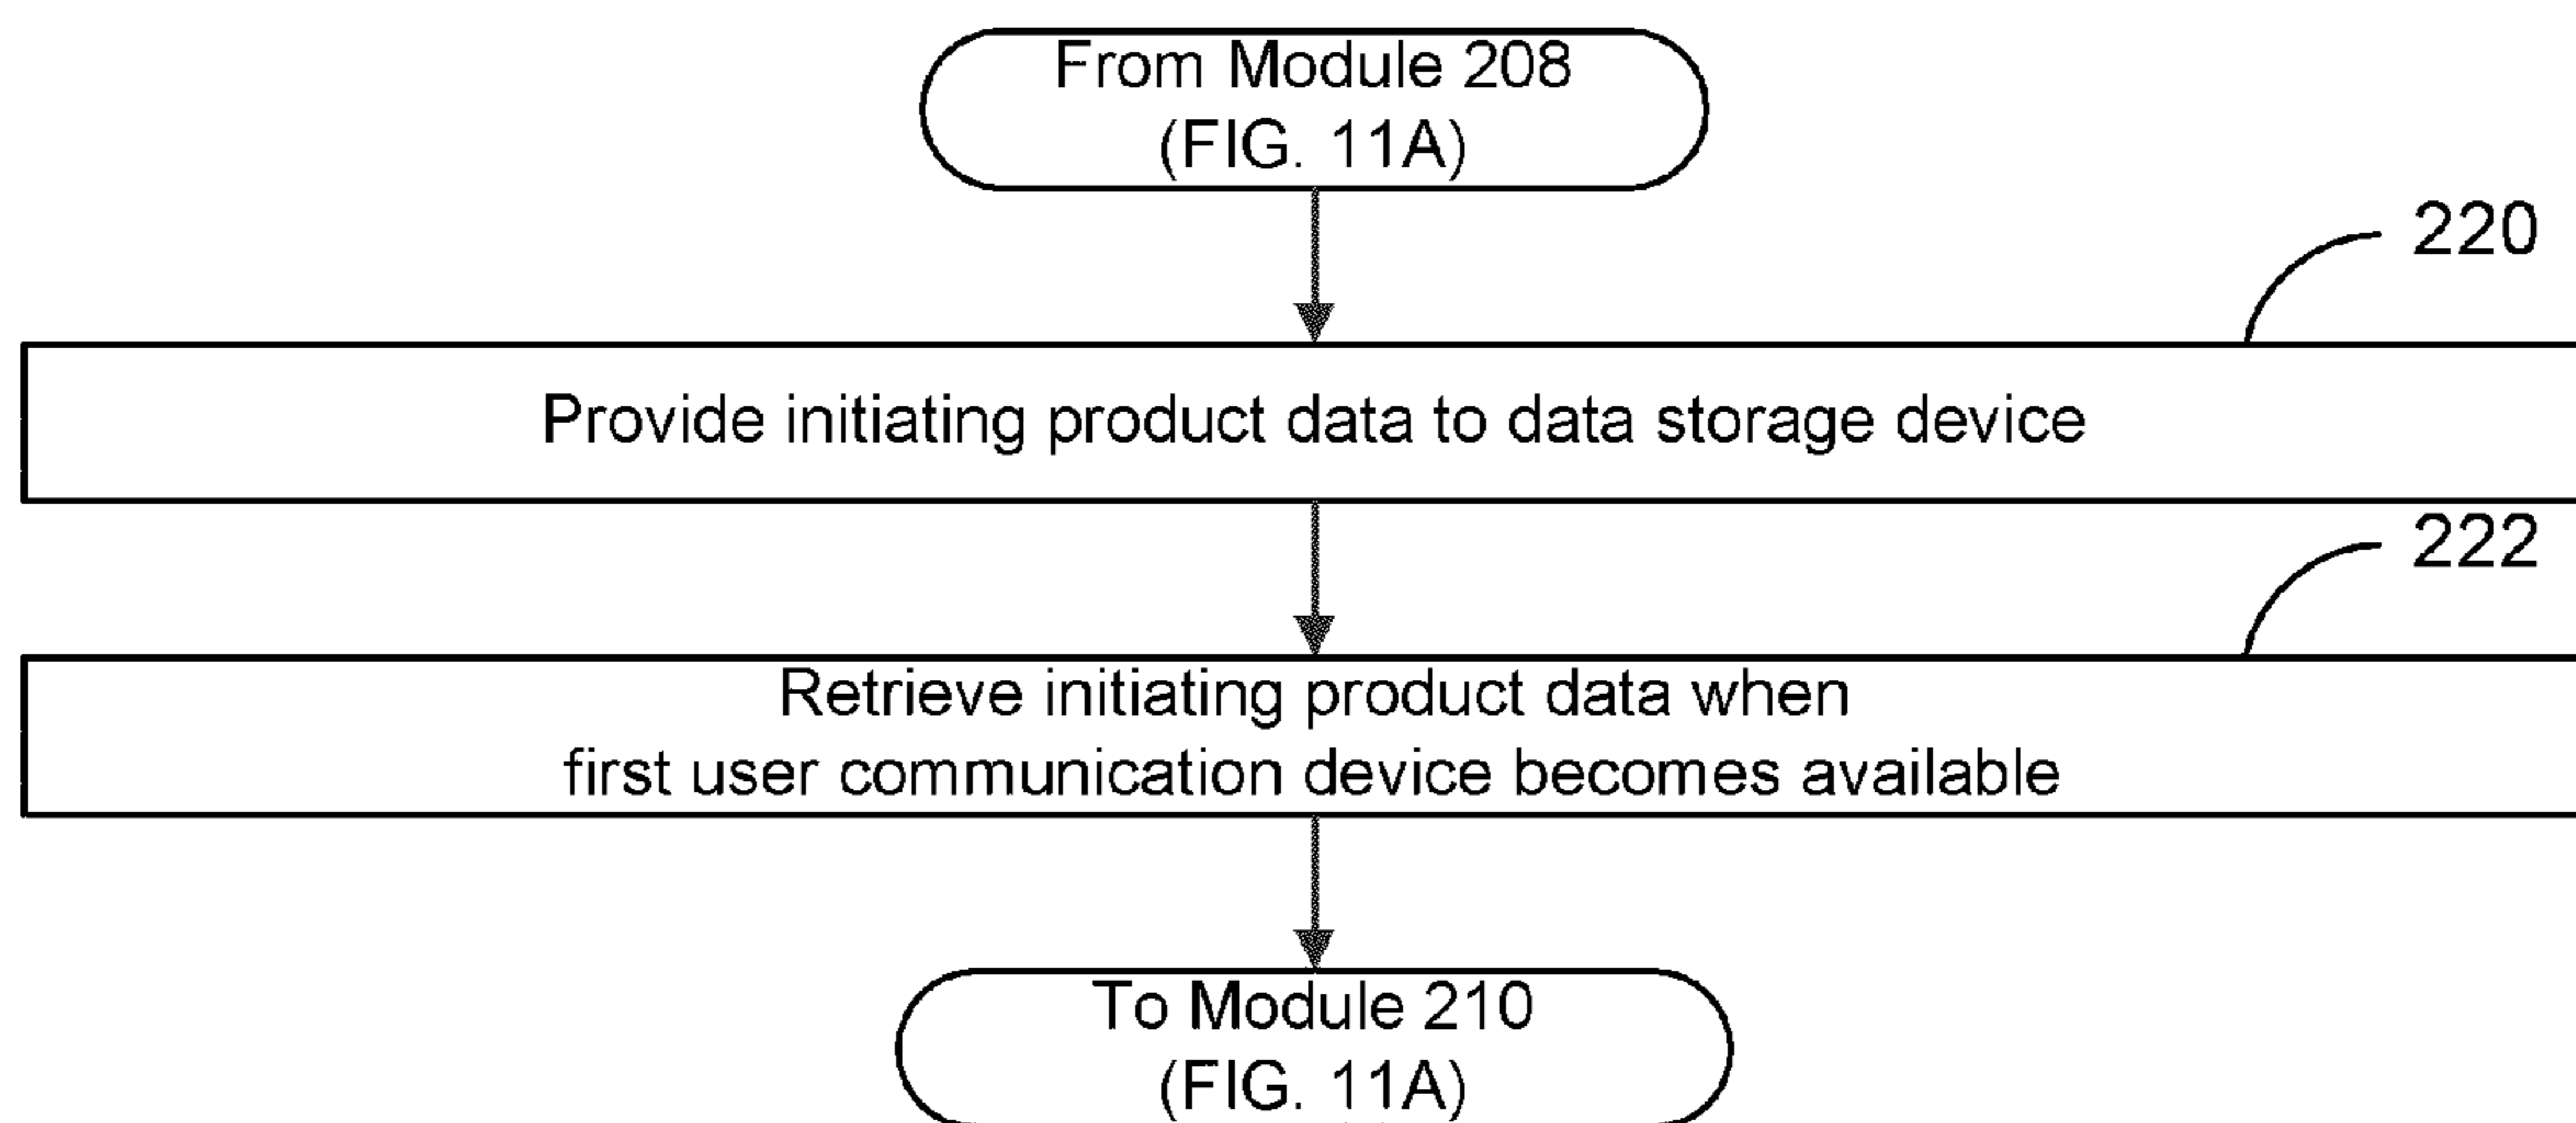 From Module 208
(FIG. 11A)
220
Provide initiating product data to data storage device
222
Retrieve initiating product data when
first user communication device becomes available
To Module 210
(FIG. 11A)